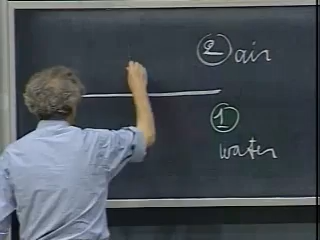 ② air
① water